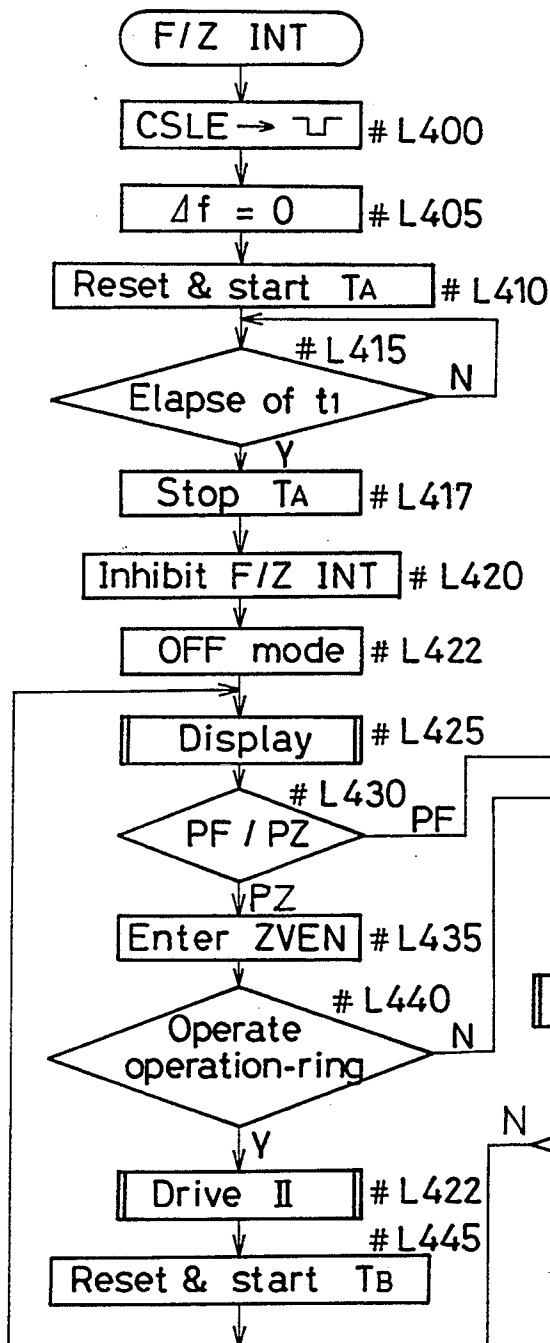 F/Z INT
CSLE → # L400
Δf = 0 # L405
Reset & start TA # L410
# L415
Elapse of t1 N
Y
Stop TA # L417
Inhibit F/Z INT # L420
OFF mode # L422
Display # L425
# L430
PF / PZ PF
PZ
Enter ZVEN # L435
# L440
Operate
operation-ring N
N
Y
Drive II # L422
# L445
Reset & start TB